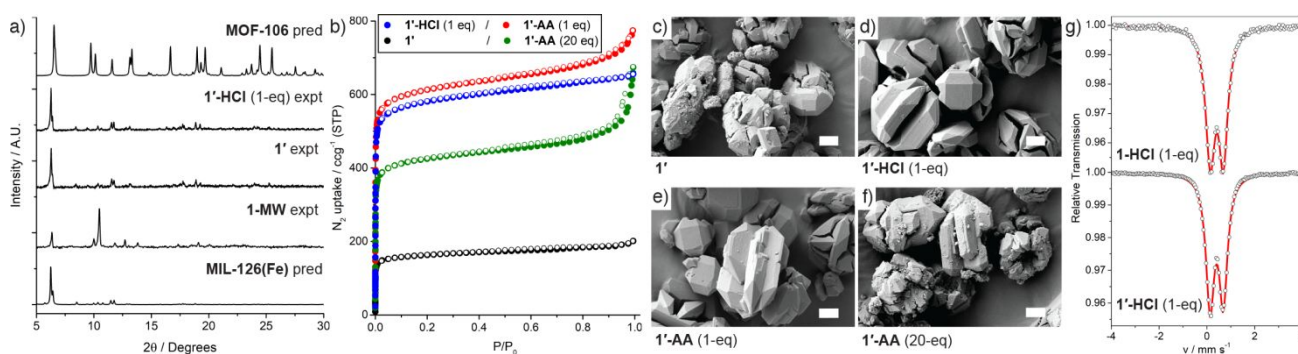 a)
MOF-106 pred
1′-HCl (1-eq) expt
1′ expt
1-MW expt
MIL-126(Fe) pred
Intensity / A.U.
5 10 15 20 25 30
2θ / Degrees
b)
1′-HCl (1 eq) / 1′-AA (1 eq)
1′ / 1′-AA (20 eq)
N₂ uptake / ccg⁻¹ (STP)
800
600
400
200
0
0.0 0.2 0.4 0.6 0.8 1.0
P/P₀
c)
1′
d)
1′-HCl (1-eq)
e)
1′-AA (1-eq)
f)
1′-AA (20-eq)
g)
Relative Transmission
1.00
0.99
0.98
0.97
0.96
1-HCl (1-eq)
1.00
0.99
0.98
0.97
0.96
1′-HCl (1-eq)
-4 -2 0 2
v / mm s⁻¹